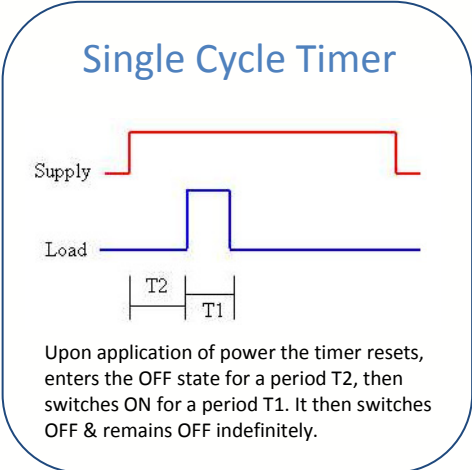 Single Cycle Timer
Supply
Load
T2
T1
Upon application of power the timer resets,
enters the OFF state for a period T2, then
switches ON for a period T1. It then switches
OFF & remains OFF indefinitely.